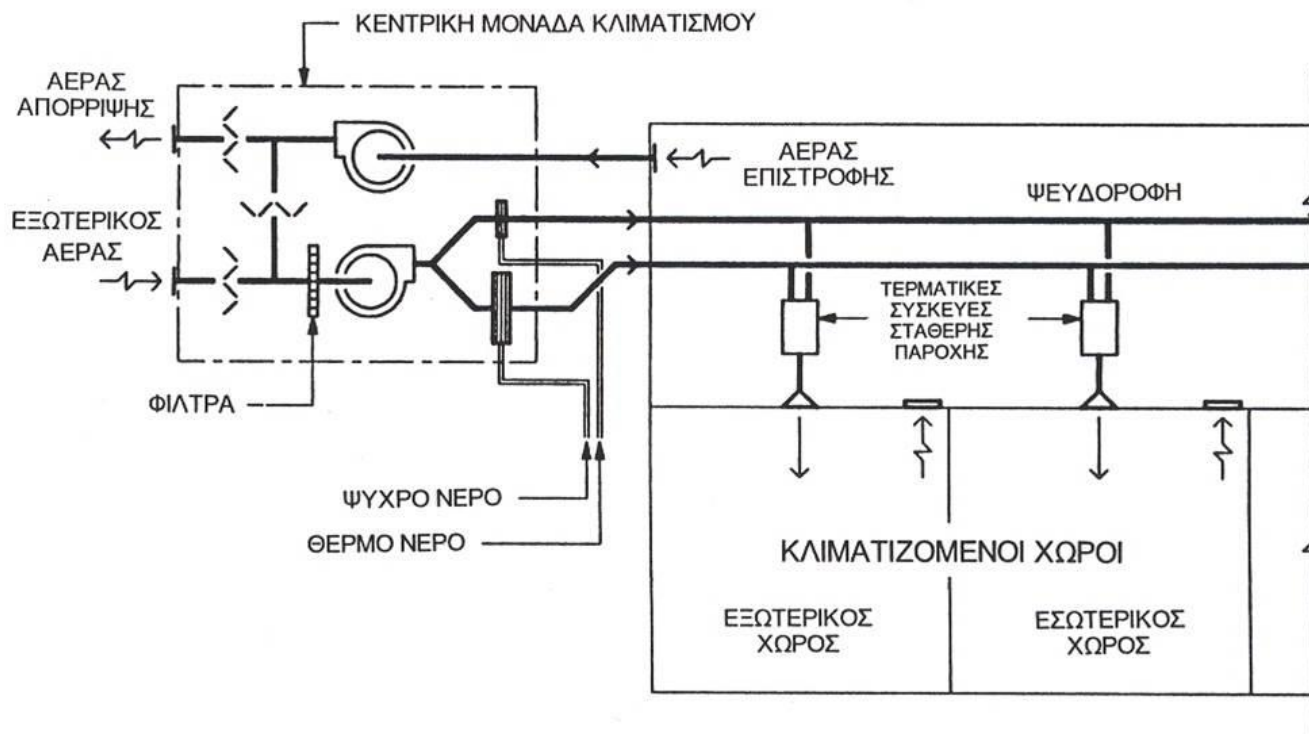 ΚΕΝΤΡΙΚΗ ΜΟΝΑΔΑ ΚΛΙΜΑΤΙΣΜΟΥ
ΑΕΡΑΣ
ΑΠΟΡΡΙΨΗΣ
ΑΕΡΑΣ
ΕΠΙΣΤΡΟΦΗΣ
ΨΕΥΔΟΡΟΦΗ
ΕΞΩΤΕΡΙΚΟΣ
ΑΕΡΑΣ
ΤΕΡΜΑΤΙΚΕΣ
ΣΥΣΚΕΥΕΣ
ΣΤΑΘΕΡΗΣ
ΠΑΡΟΧΗΣ
ΦΙΛΤΡΑ
ΨΥΧΡΟ ΝΕΡΟ
ΘΕΡΜΟ ΝΕΡΟ
ΚΛΙΜΑΤΙΖΟΜΕΝΟΙ ΧΩΡΟΙ
ΕΞΩΤΕΡΙΚΟΣ
ΧΩΡΟΣ
ΕΣΩΤΕΡΙΚΟΣ
ΧΩΡΟΣ